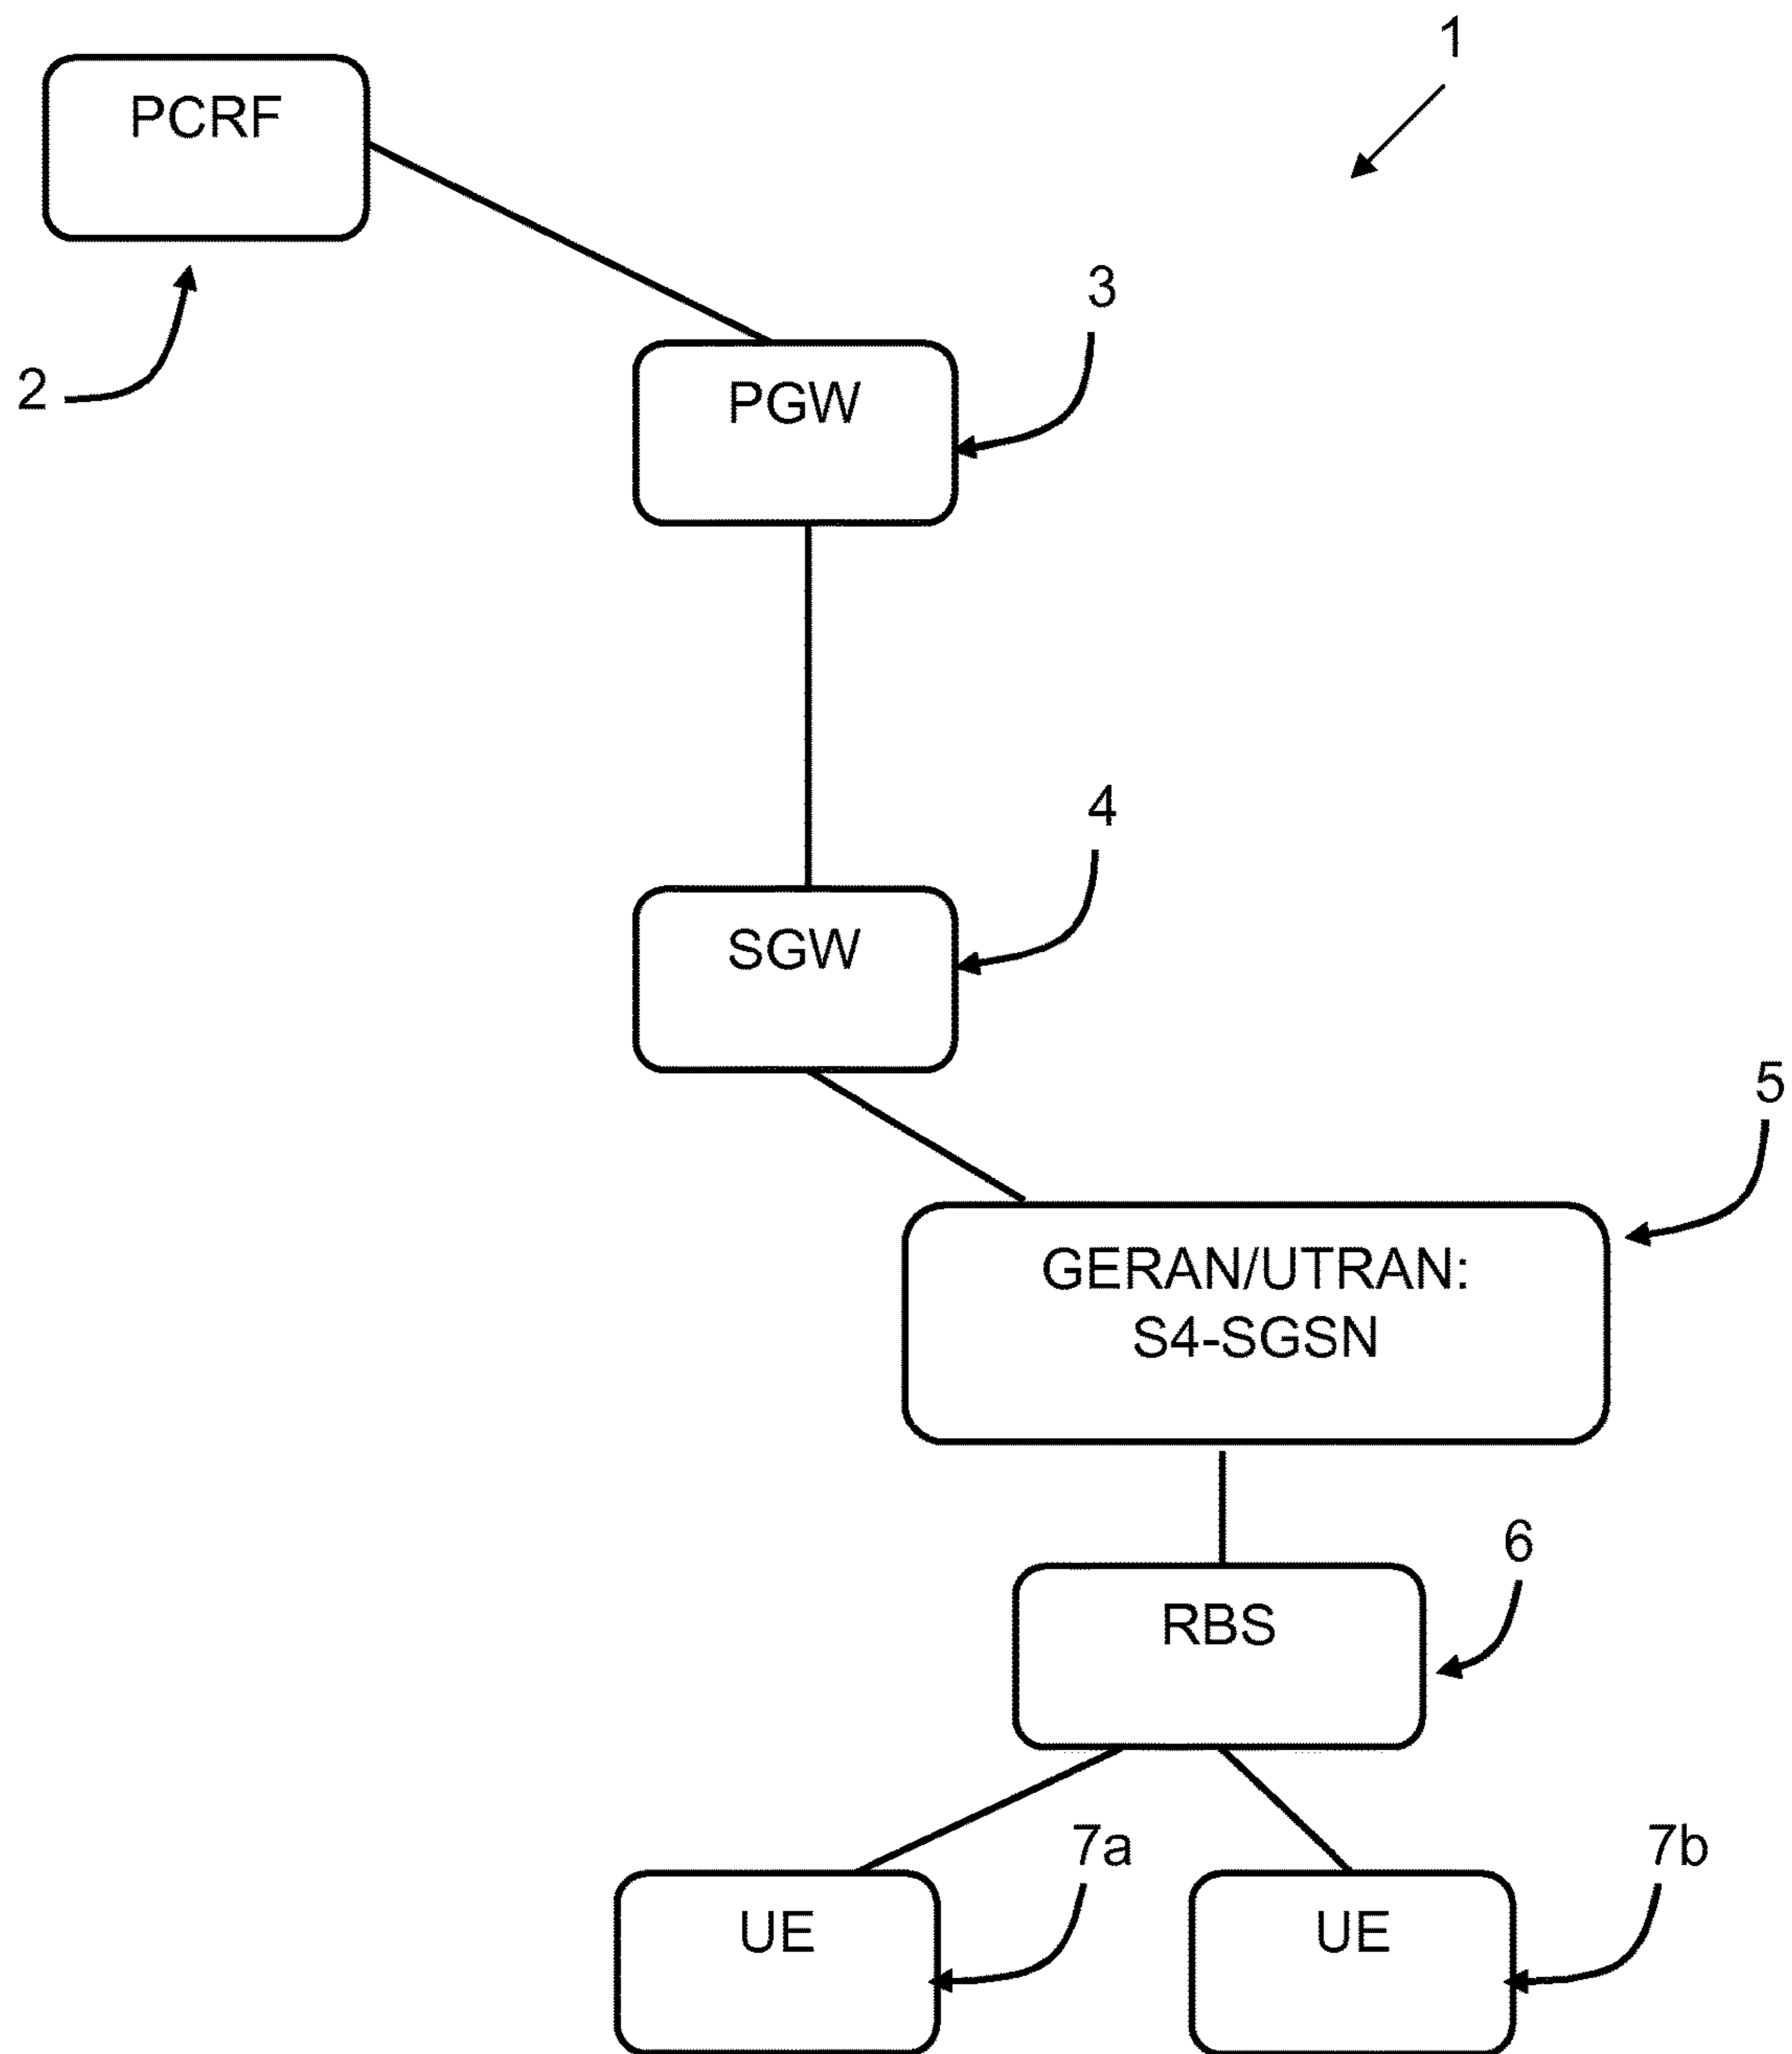 1
PCRF
3
2
PGW
4
SGW
5
GERAN/UTRAN:
S4-SGSN
6
RBS
7a
7b
UE
UE